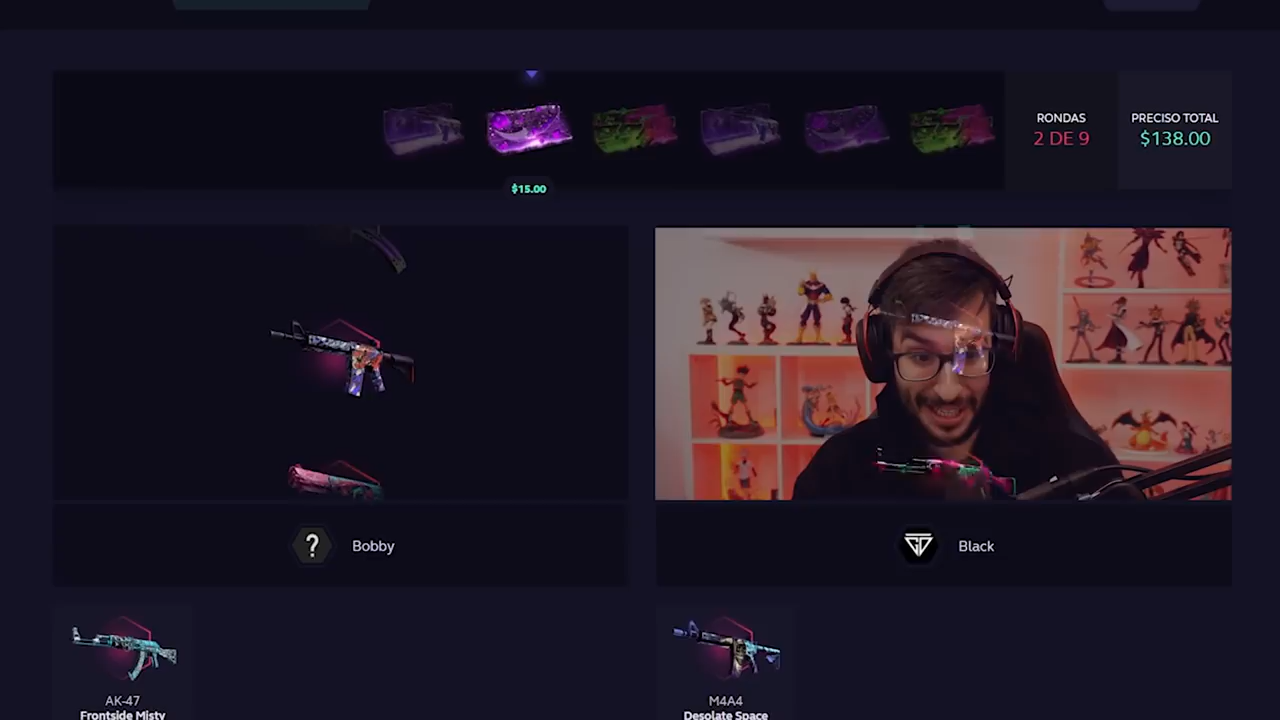 RONDAS
2 DE 9
PRECISO TOTAL
$138.00
$15.00
?
Bobby
Black
AK-47
Frontside Misty
M4A4
Desolate Space